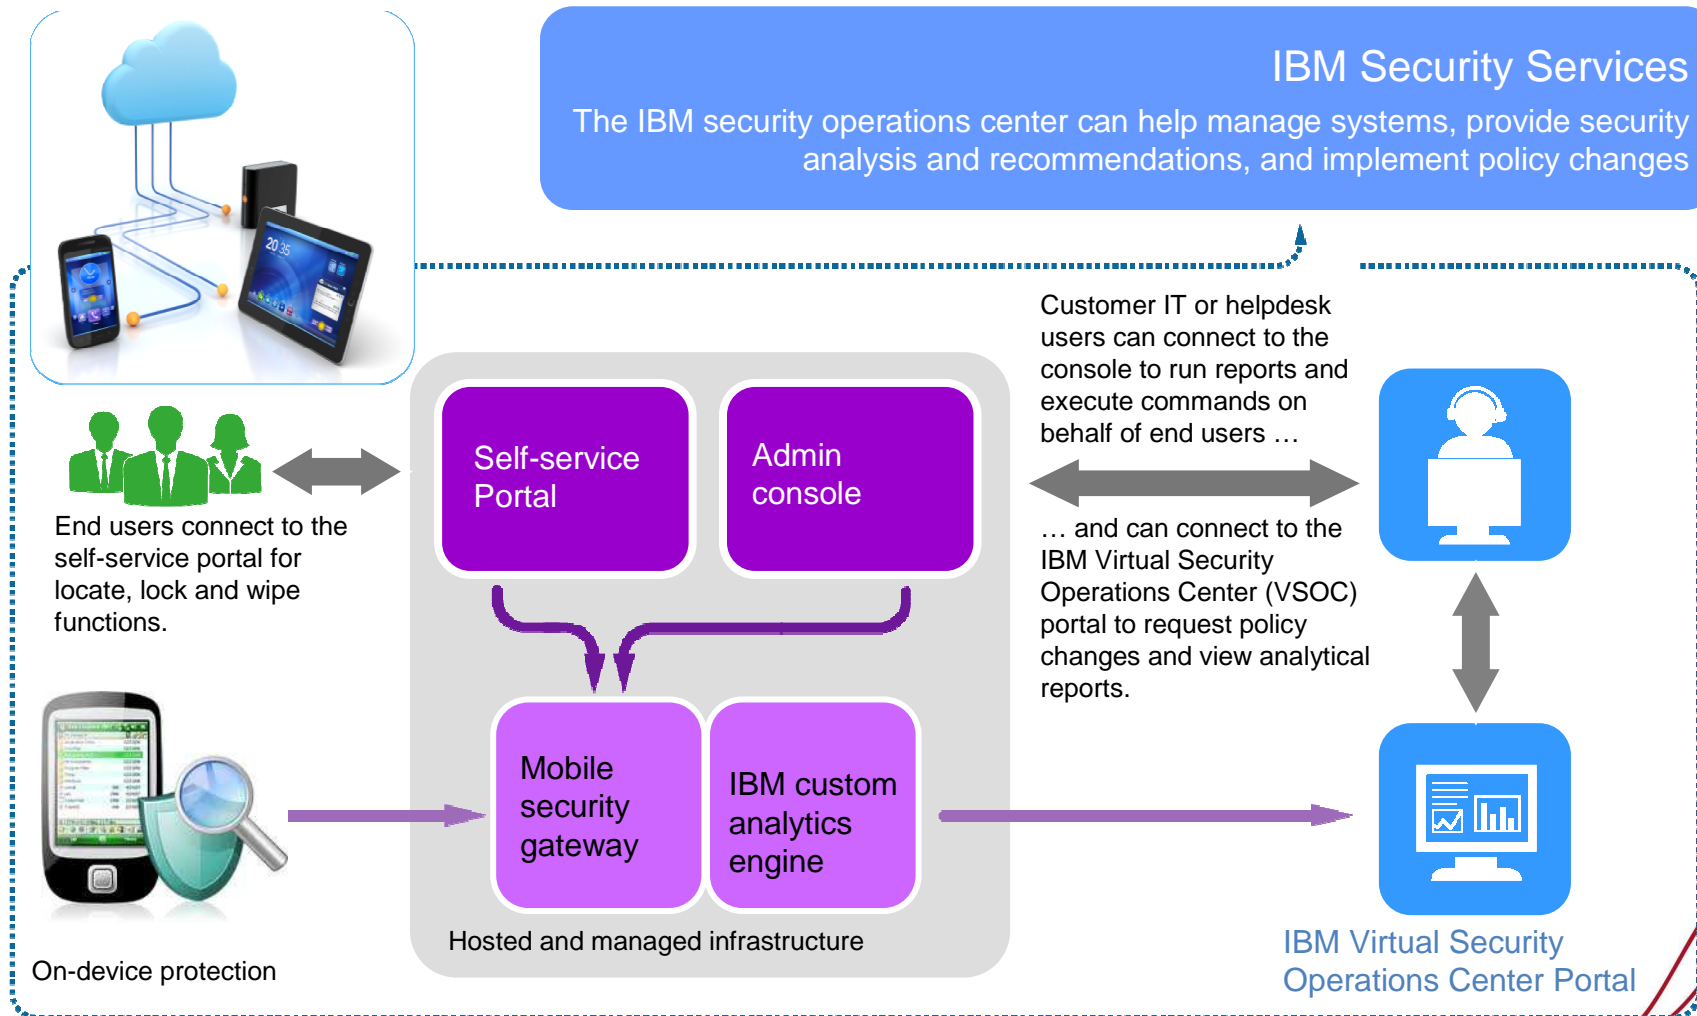 IBM Security Services
The IBM security operations center can help manage systems, provide security
analysis and recommendations, and implement policy changes
20 35
Customer IT or helpdesk
users can connect to the
console to run reports and
execute commands on
behalf of end users …
Self-service
Portal
Admin
console
End users connect to the
self-service portal for
locate, lock and wipe
functions.
… and can connect to the
IBM Virtual Security
Operations Center (VSOC)
portal to request policy
changes and view analytical
reports.
Mobile
security
gateway
IBM custom
analytics
engine
Hosted and managed infrastructure
On-device protection
IBM Virtual Security
Operations Center Portal